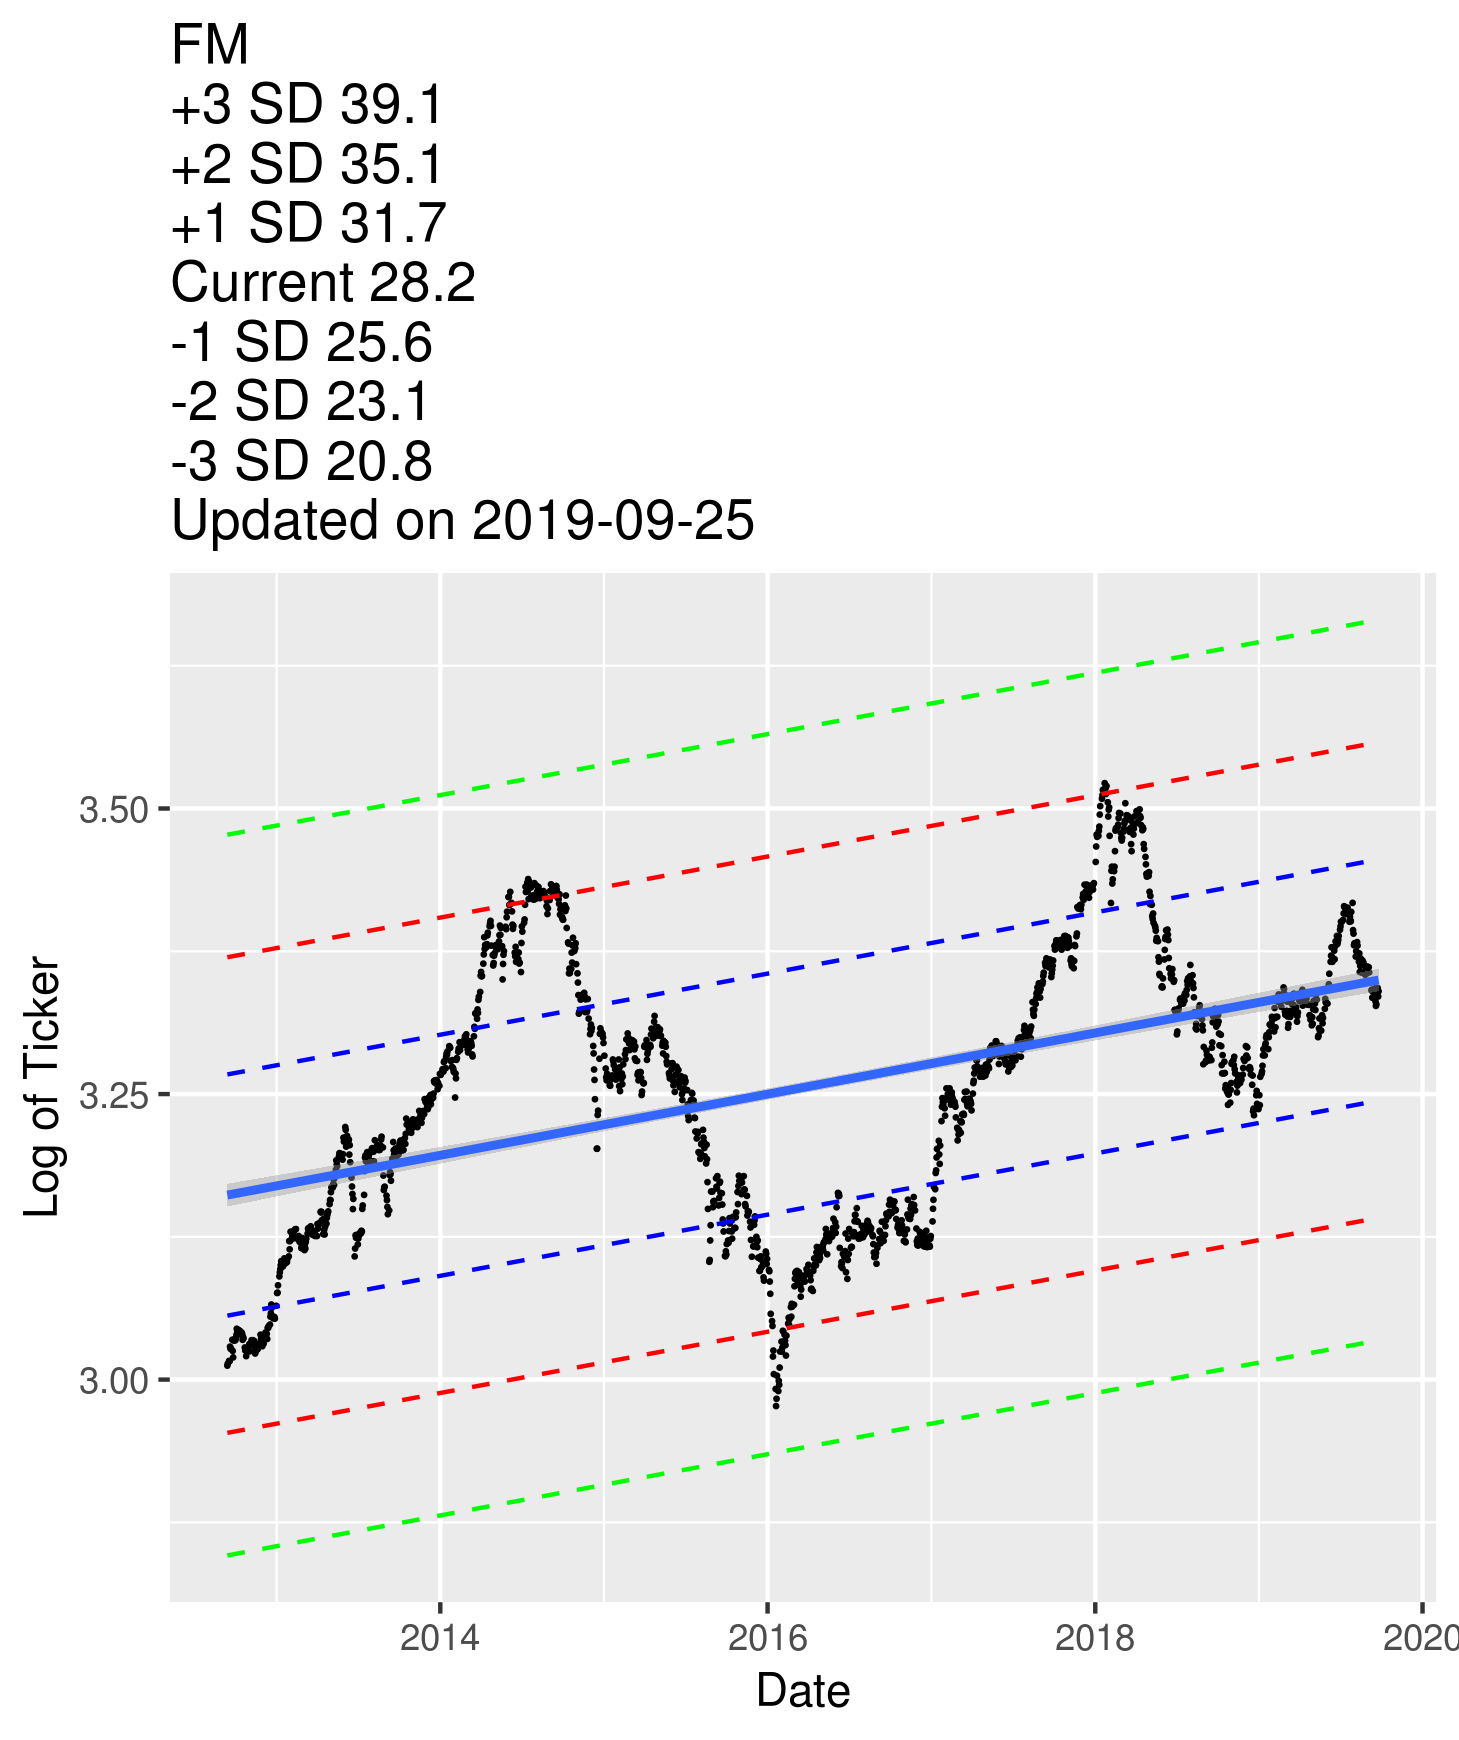 FM
+3 SD 39.1
+2 SD 35.1
+1 SD 31.7
Current 28.2
-1 SD 25.6
-2 SD 23.1
-3 SD 20.8
Updated on 2019-09-25
Log of Ticker
3.50
3.25
3.00
2014 2016 2018 2020
Date